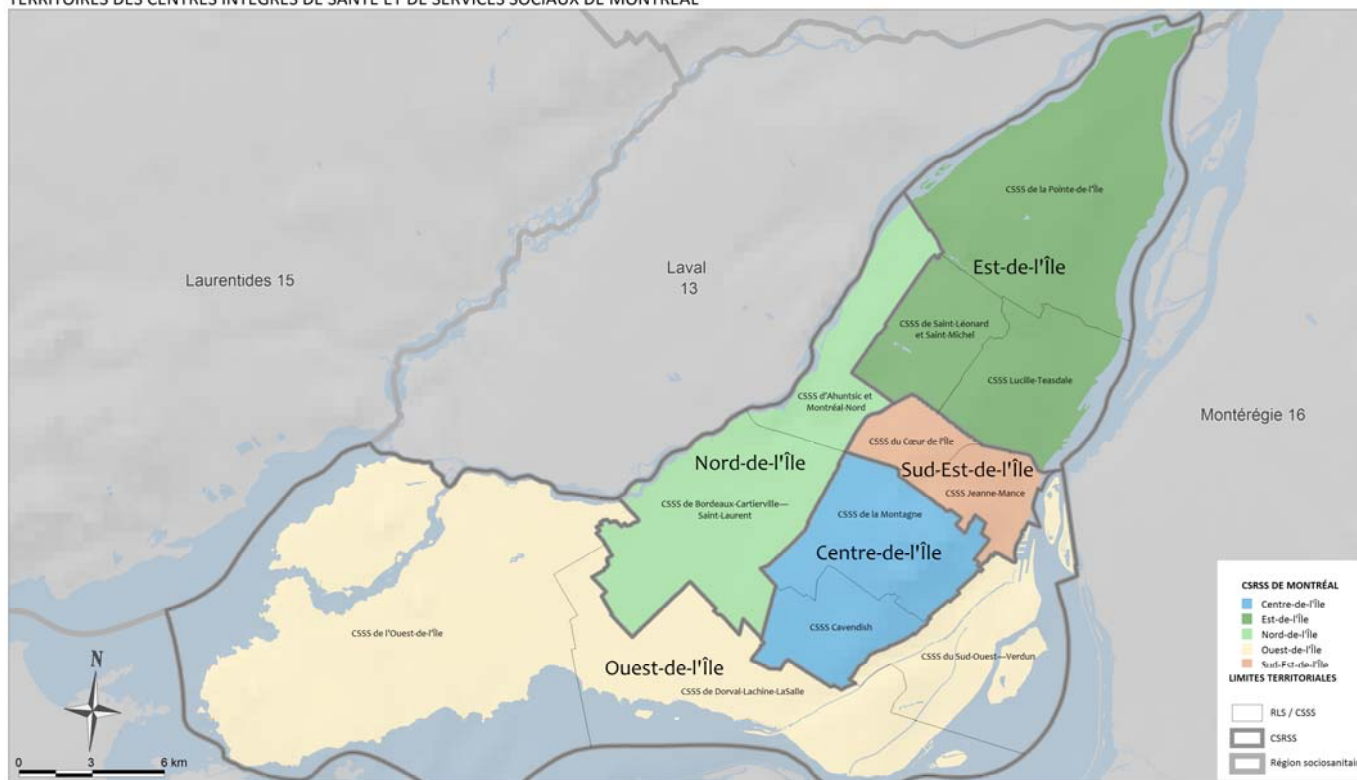 TERRITOIRES DES CENTRES INTÉGRÉS DE SANTÉ ET DE SERVICES SOCIAUX DE MONTRÉAL
CSSS de la Pointe-de-l'Île
Est-de-l'Île
Laval
13
Laurentides 15
CSSS de Saint-Léonard
et Saint-Michel
CSSS Lucille-Teasdale
CSSS d'Ahuntsic et
Montréal-Nord
Montérégie 16
CSSS du Cœur-de-l'Île
Nord-de-l'Île
Sud-Est-de-l'Île
CSSS Jeanne-Mance
CSSS de Bordeaux-Cartierville—
Saint-Laurent
CSSS de la Montagne
Centre-de-l'Île
CSSS Cavendish
CSSS de l'Ouest-de-l'Île
CSSS du Sud-Ouest—Verdun
Ouest-de-l'Île
CSSS de Dorval-Lachine-LaSalle
N
0 3 6 km
CSRSS DE MONTRÉAL
Centre-de-l'Île
Est-de-l'Île
Nord-de-l'Île
Ouest-de-l'Île
Sud-Est-de-l'Île
LIMITES TERRITORIALES
RLS / CSSS
CSRSS
Région sociosanitair